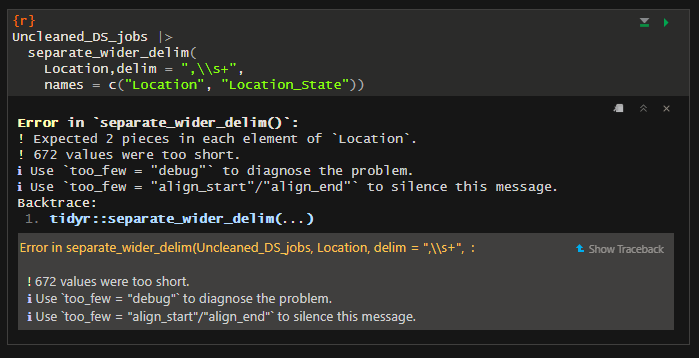 {r}
Uncleaned_DS_jobs |>
  separate_wider_delim(
    Location,delim = ",\\s+",
    names = c("Location", "Location_State"))
Error in `separate_wider_delim()`:
! Expected 2 pieces in each element of `Location`.
! 672 values were too short.
ℹ Use `too_few = "debug"` to diagnose the problem.
ℹ Use `too_few = "align_start"/"align_end"` to silence this message.
Backtrace:
 1. tidyr::separate_wider_delim(...)
Error in separate_wider_delim(Uncleaned_DS_jobs, Location, delim = ",\\s+", :
Show Traceback
! 672 values were too short.
ℹ Use `too_few = "debug"` to diagnose the problem.
ℹ Use `too_few = "align_start"/"align_end"` to silence this message.